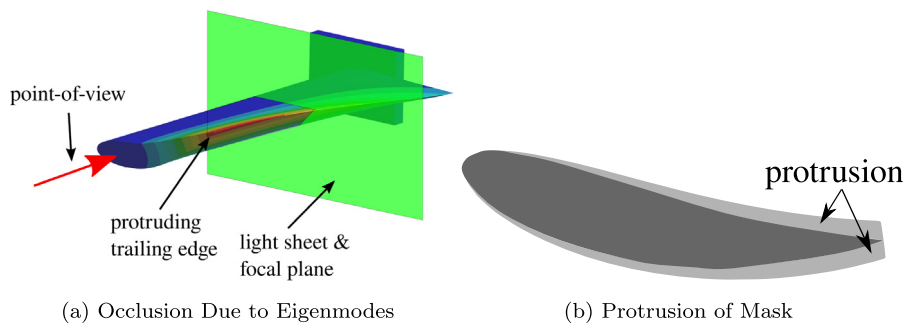 point-of-view
protruding
trailing edge
light sheet &
focal plane
protrusion
(a) Occlusion Due to Eigenmodes
(b) Protrusion of Mask